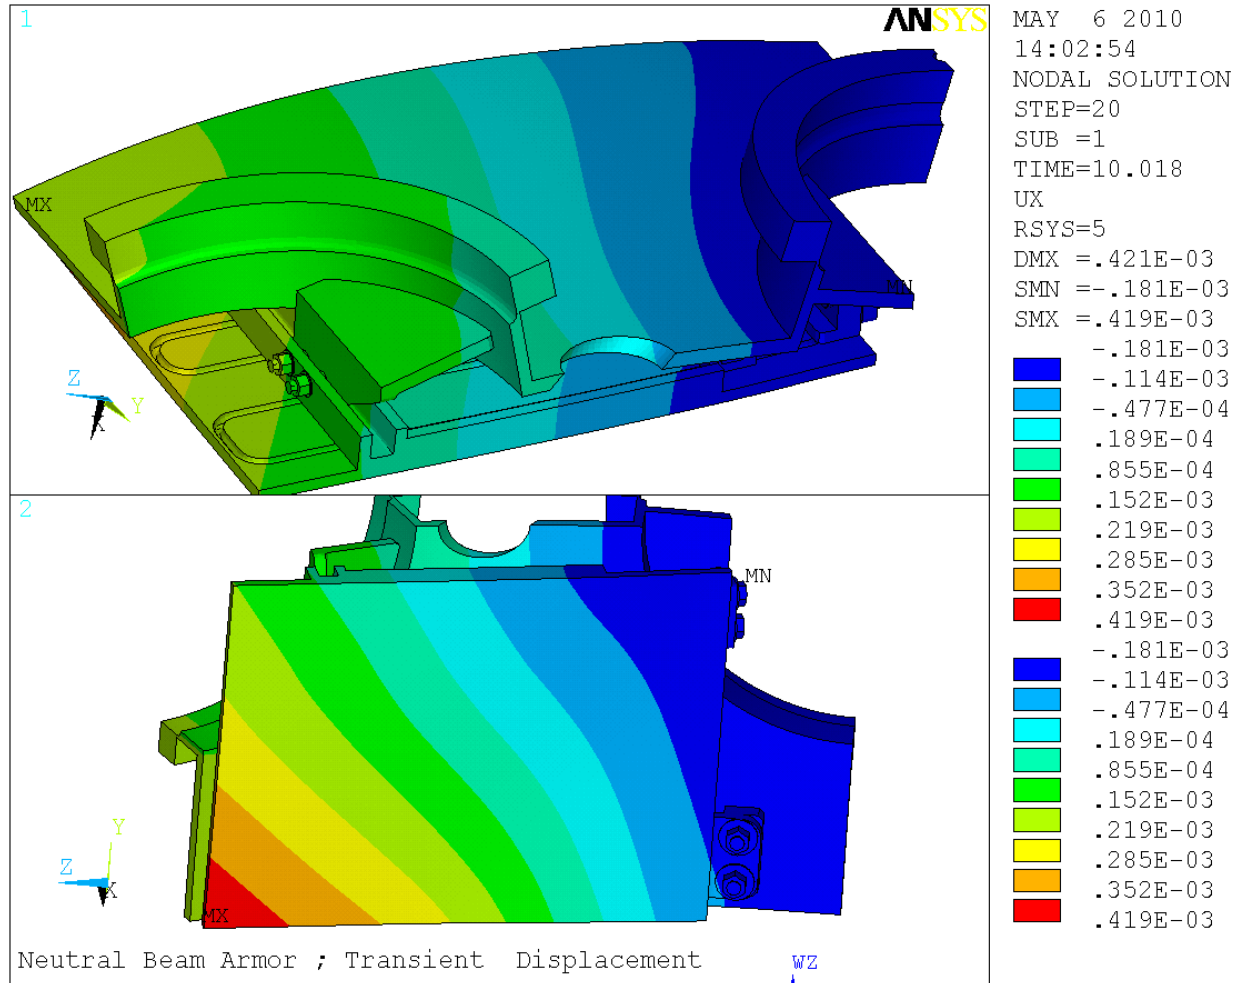 1
ANSYS
MX
MN
Z
Y
X
2
MN
Y
Z
X
MX
Neutral Beam Armor ; Transient  Displacement
WZ
MAY  6 2010
14:02:54
NODAL SOLUTION
STEP=20
SUB =1
TIME=10.018
UX
RSYS=5
DMX =.421E-03
SMN =-.181E-03
SMX =.419E-03
-.181E-03
-.114E-03
-.477E-04
.189E-04
.855E-04
.152E-03
.219E-03
.285E-03
.352E-03
.419E-03
-.181E-03
-.114E-03
-.477E-04
.189E-04
.855E-04
.152E-03
.219E-03
.285E-03
.352E-03
.419E-03